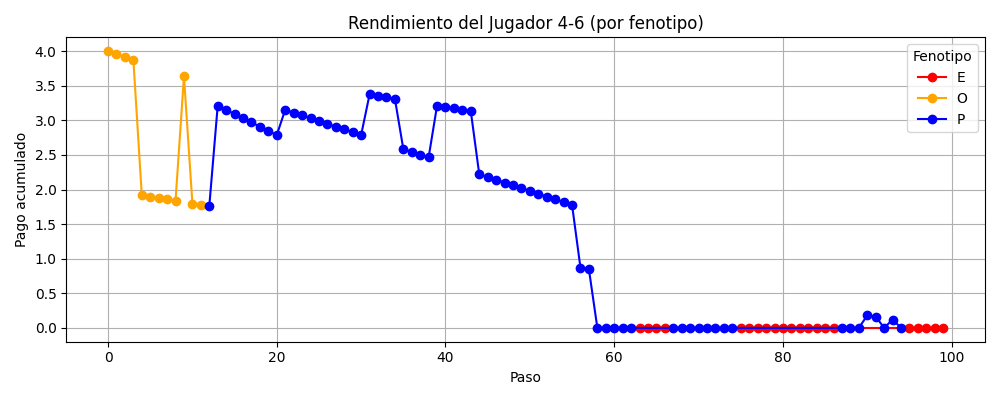 Rendimiento del Jugador 4-6 (por fenotipo)
Fenotipo
E
O
P
Pago acumulado
4.0
3.5
3.0
2.5
2.0
1.5
1.0
0.5
0.0
0 20 40 60 80 100
Paso